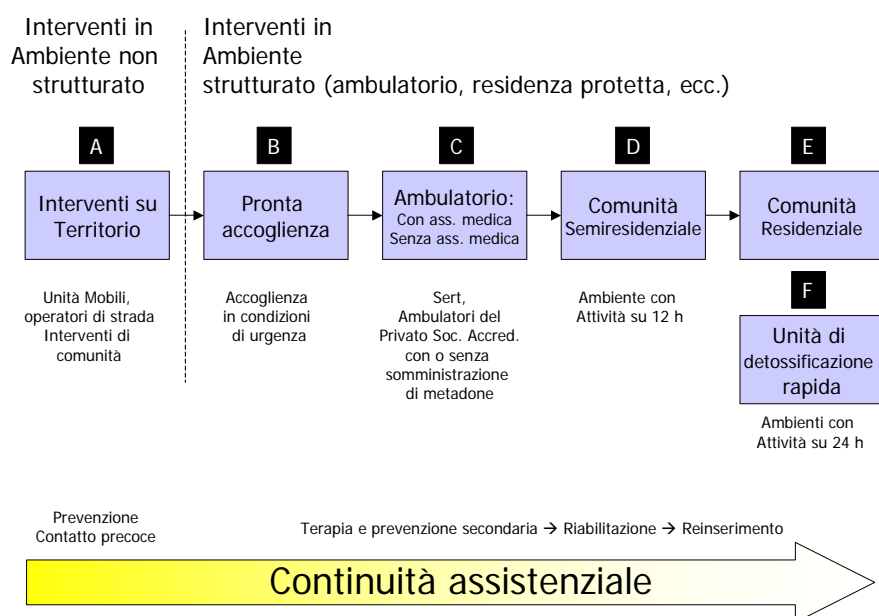 Interventi in
Ambiente non
strutturato
Interventi in
Ambiente
strutturato (ambulatorio, residenza protetta, ecc.)
A
B
C
D
E
Interventi su
Territorio
Pronta
accoglienza
Ambulatorio:
Con ass. medica
Senza ass. medica
Comunità
Semiresidenziale
Comunità
Residenziale
Unità Mobili,
operatori di strada
Interventi di
comunità
Accoglienza
in condizioni
di urgenza
Sert,
Ambulatori del
Privato Soc. Accred.
con o senza
somministrazione
di metadone
Ambiente con
Attività su 12 h
F
Unità di
detossificazione
rapida
Ambienti con
Attività su 24 h
Prevenzione
Contatto precoce
Terapia e prevenzione secondaria → Riabilitazione → Reinserimento
Continuità assistenziale